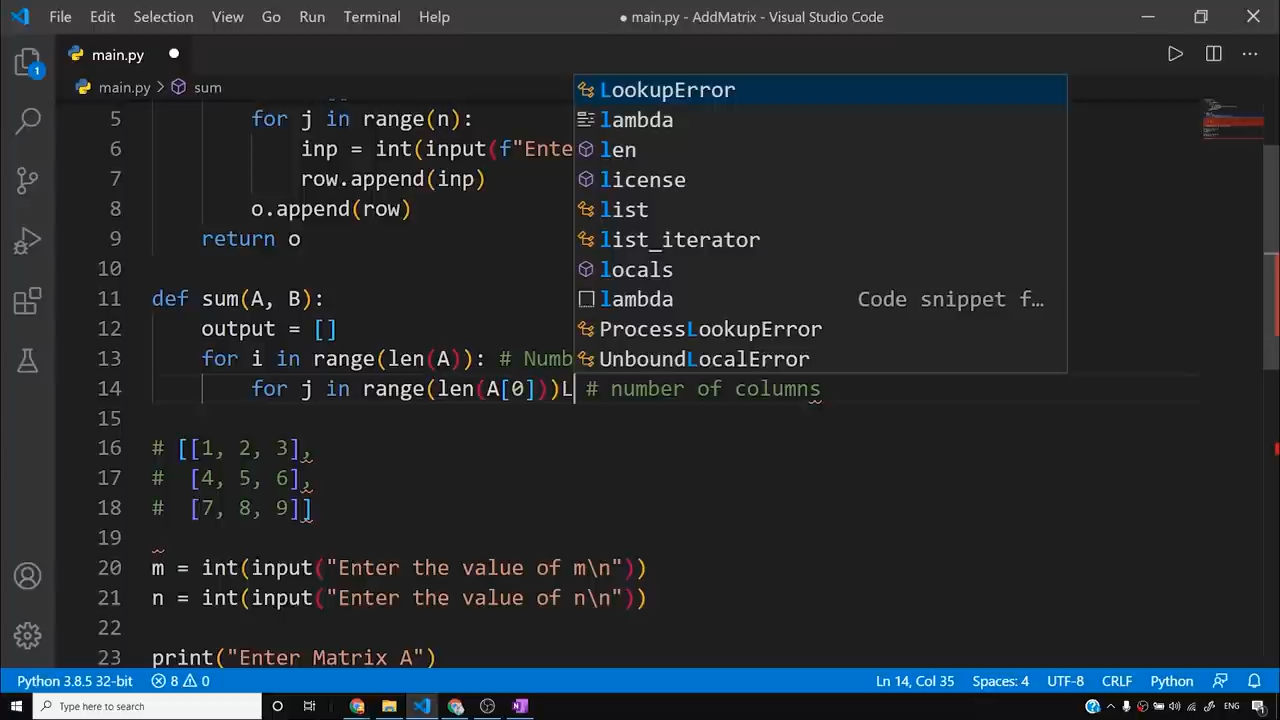 File Edit Selection View Go Run Terminal Help
● main.py - AddMatrix - Visual Studio Code
main.py
main.py > sum
5 for j in range(n):
6 inp = int(input(f"Ente
7 row.append(inp)
8 o.append(row)
9 return o
10
11 def sum(A, B):
12 output = []
13 for i in range(len(A)): # Numb
14 for j in range(len(A[0]))L # number of columns
15
16 # [[1, 2, 3],
17 # [4, 5, 6],
18 # [7, 8, 9]]
19
20 m = int(input("Enter the value of m\n"))
21 n = int(input("Enter the value of n\n"))
22
23 print("Enter Matrix A")
LookupError
lambda
len
license
list
list_iterator
locals
lambda Code snippet f…
ProcessLookupError
UnboundLocalError
1
Python 3.8.5 32-bit 8 0 Ln 14, Col 35 Spaces: 4 UTF-8 CRLF Python
Type here to search ENG